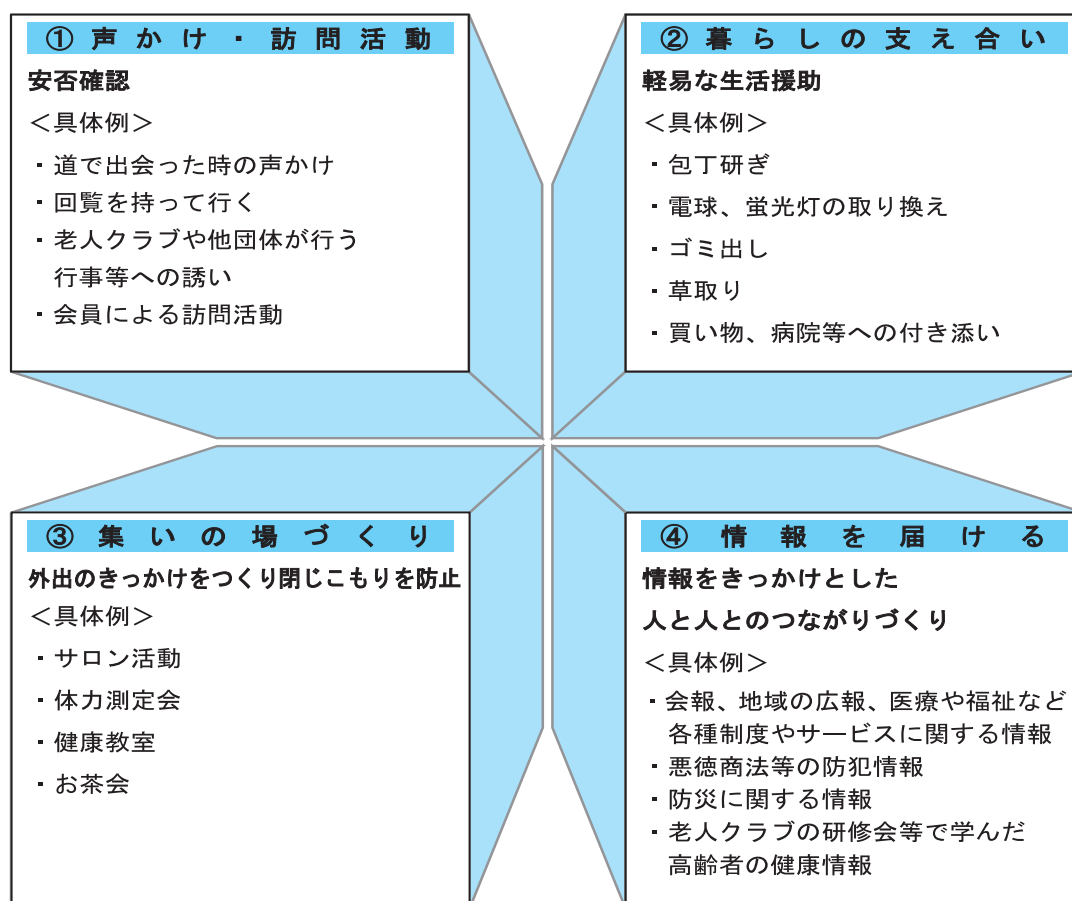 ①声かけ・訪問活動
安否確認
＜具体例＞
・道で出会った時の声かけ
・回覧を持って行く
・老人クラブや他団体が行う
行事等への誘い
・会員による訪問活動
②暮らしの支え合い
軽易な生活援助
＜具体例＞
・包丁研ぎ
・電球、蛍光灯の取り換え
・ゴミ出し
・草取り
・買い物、病院等への付き添い
③集いの場づくり
外出のきっかけをつくり閉じこもりを防止
＜具体例＞
・サロン活動
・体力測定会
・健康教室
・お茶会
④情報を届ける
情報をきっかけとした
人と人とのつながりづくり
＜具体例＞
・会報、地域の広報、医療や福祉など
各種制度やサービスに関する情報
・悪徳商法等の防犯情報
・防災に関する情報
・老人クラブの研修会等で学んだ
高齢者の健康情報